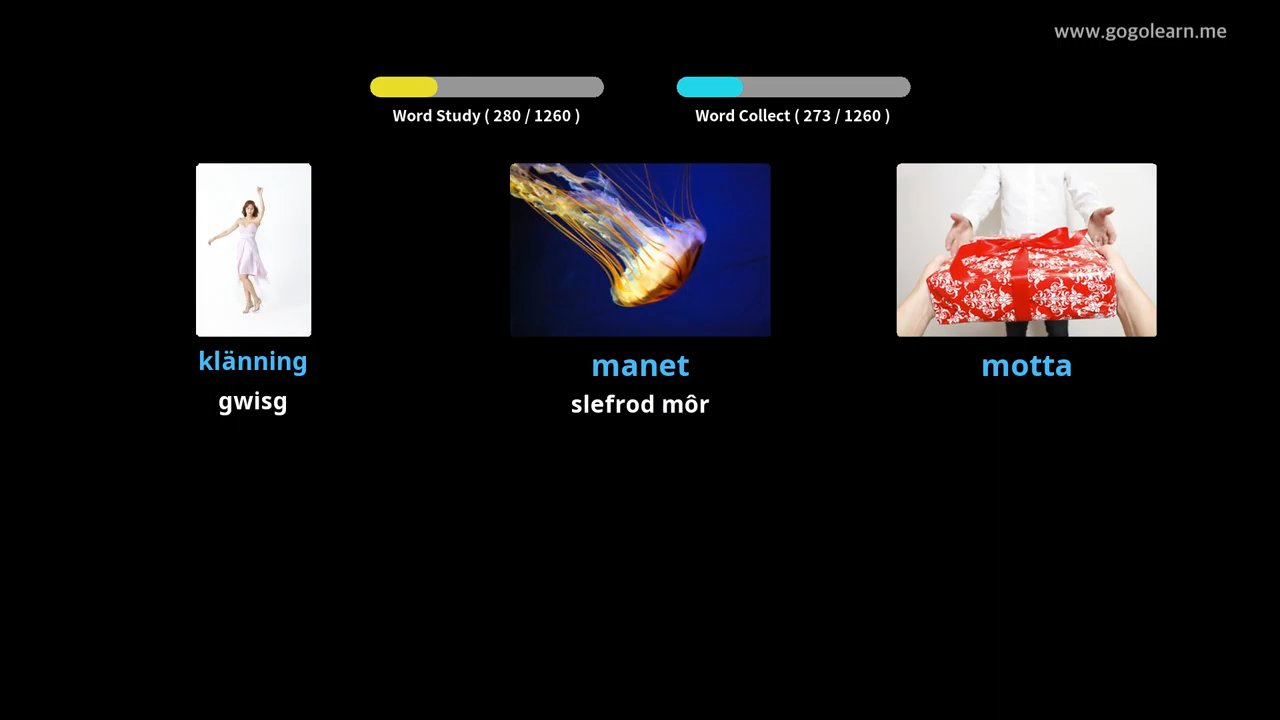 www.gogolearn.me
Word Study ( 280 / 1260 )
Word Collect ( 273 / 1260 )
klänning
manet
motta
gwisg
slefrod môr